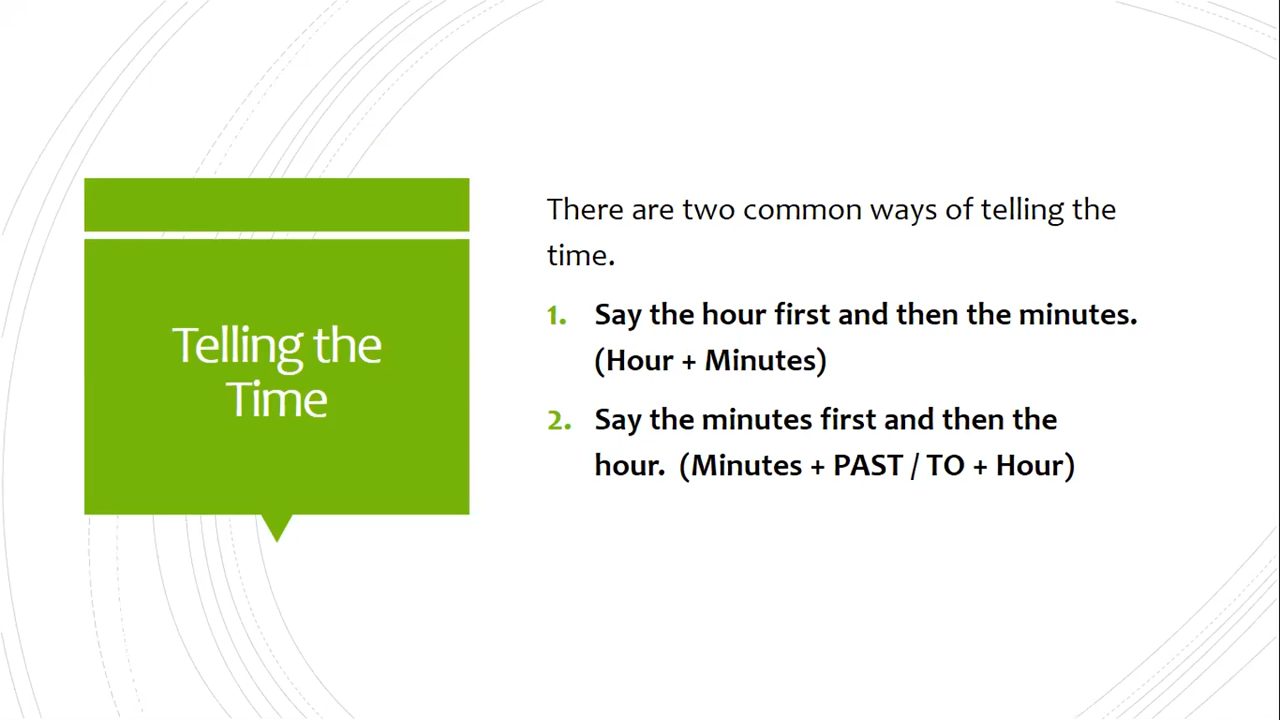 Telling the
Time
There are two common ways of telling the
time.
1. Say the hour first and then the minutes.
(Hour + Minutes)
2. Say the minutes first and then the
hour. (Minutes + PAST / TO + Hour)